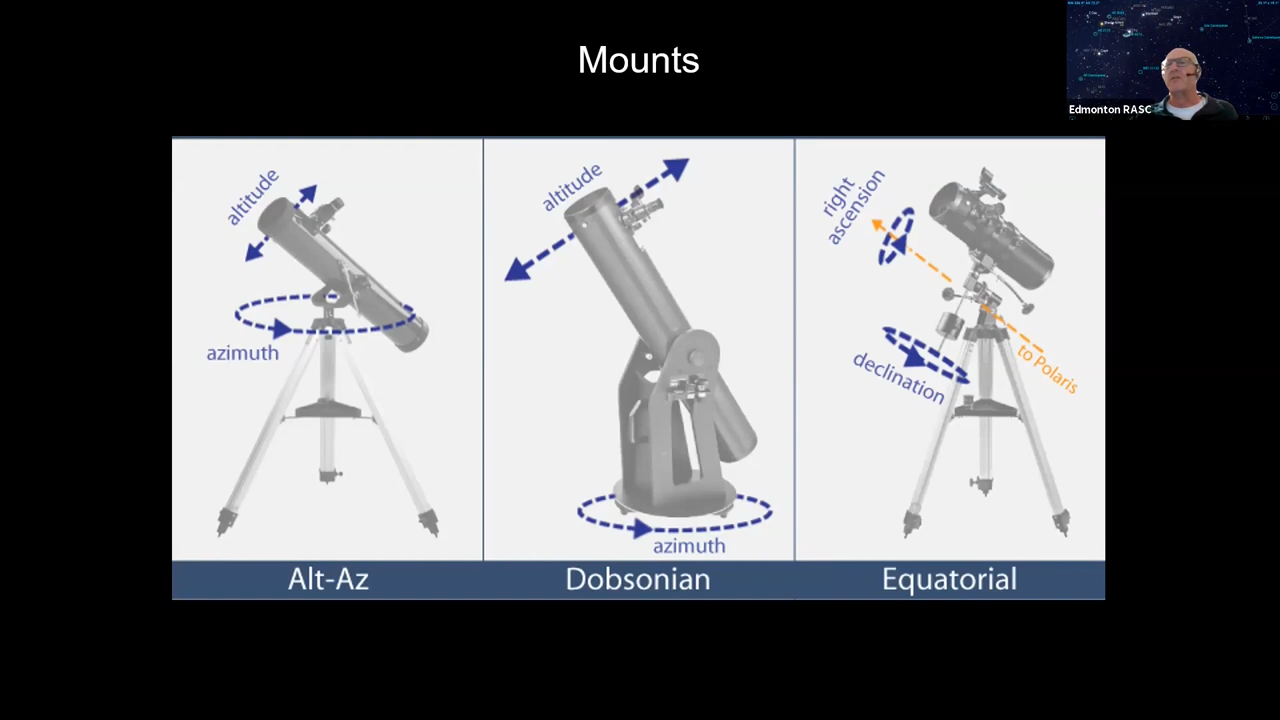 Mounts
Edmonton RASC
altitude
azimuth
Alt-Az
altitude
azimuth
Dobsonian
right
ascension
declination
to Polaris
Equatorial